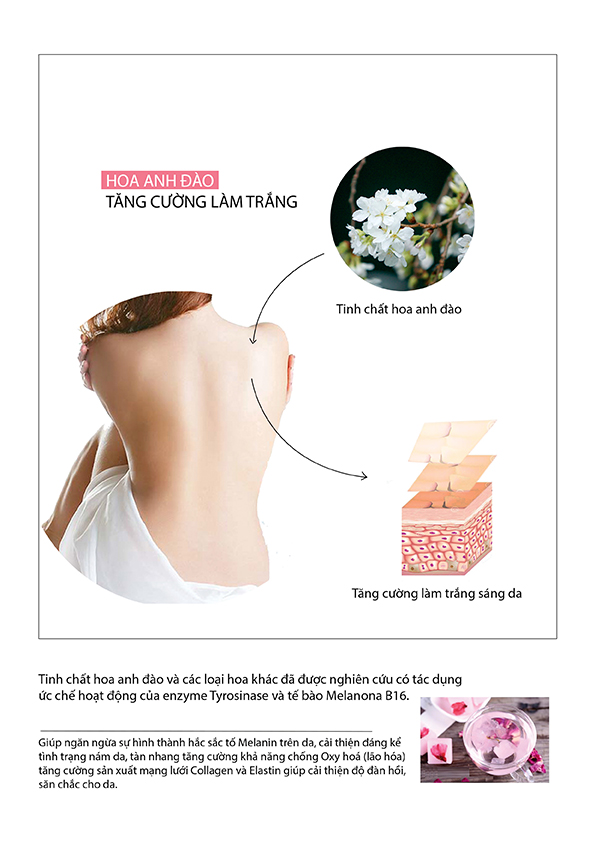 HOA ANH ĐÀO
TĂNG CƯỜNG LÀM TRẮNG
Tinh chất hoa anh đào
Tăng cường làm trắng sáng da
Tinh chất hoa anh đào và các loại hoa khác đã được nghiên cứu có tác dụng
ức chế hoạt động của enzyme Tyrosinase và tế bào Melanona B16.
Giúp ngăn ngừa sự hình thành hắc sắc tố Melanin trên da, cải thiện đáng kể
tình trạng nám da, tàn nhang tăng cường khả năng chống Oxy hoá (lão hóa)
tăng cường sản xuất mạng lưới Collagen và Elastin giúp cải thiện độ đàn hồi,
săn chắc cho da.